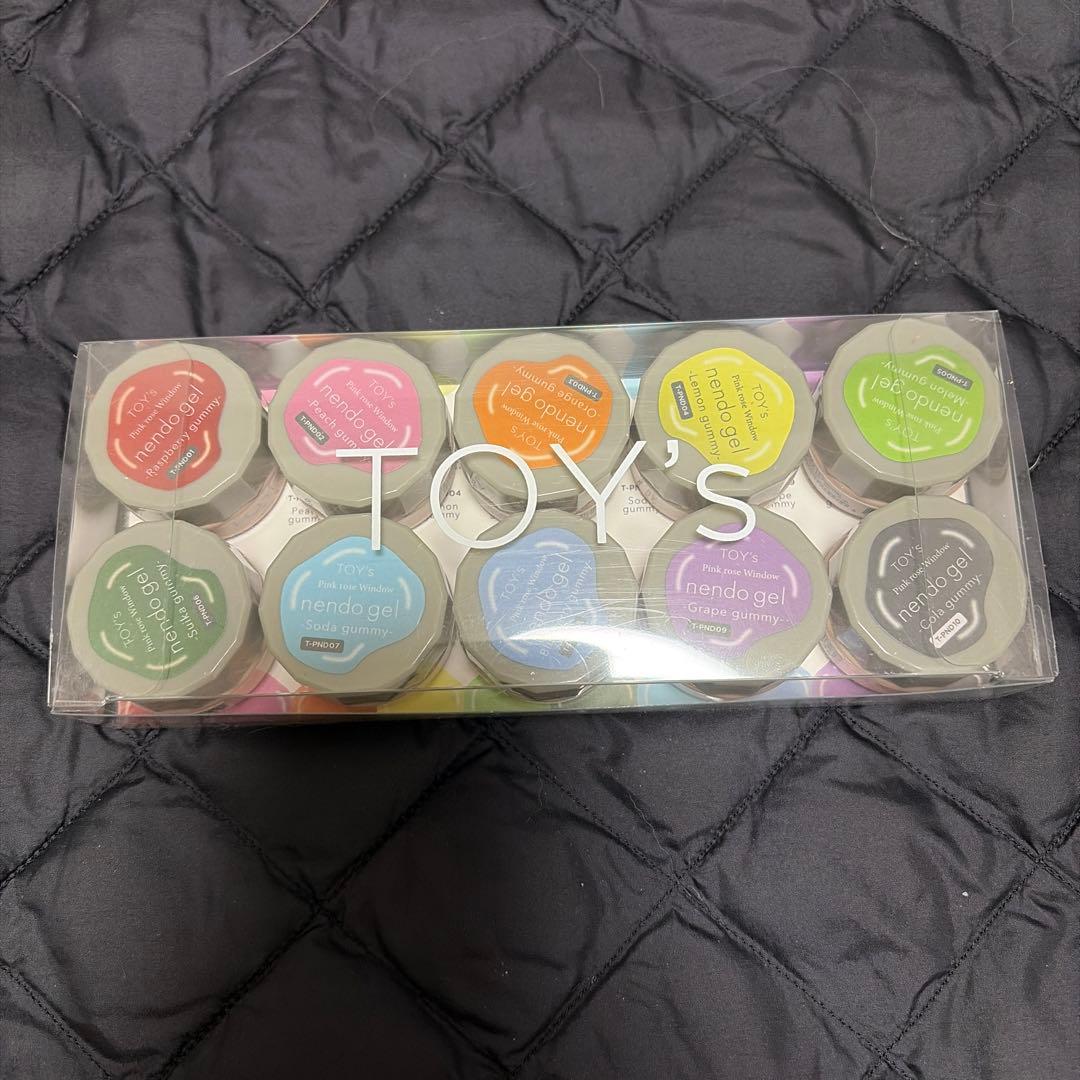 TOY's
Pink rose Window
nendo gel
-Raspberry gummy-
T-PND01
TOY's
Pink rose Window
nendo gel
-Peach gummy-
T-PND02
TOY's
Pink rose Window
nendo gel
-Orange gummy-
T-PND03
TOY's
Pink rose Window
nendo gel
-Lemon gummy-
T-PND04
TOY's
Pink rose Window
nendo gel
-Melon gummy-
T-PND05
TOY's
TOY's
Pink rose Window
nendo gel
-Suika gummy-
T-PND06
TOY's
Pink rose Window
nendo gel
-Soda gummy-
T-PND07
TOY's
Pink rose Window
nendo gel
gummy-
TOY's
Pink rose Window
nendo gel
-Grape gummy-
T-PND09
TOY's
Pink rose Window
nendo gel
-Cola gummy-
T-PND10